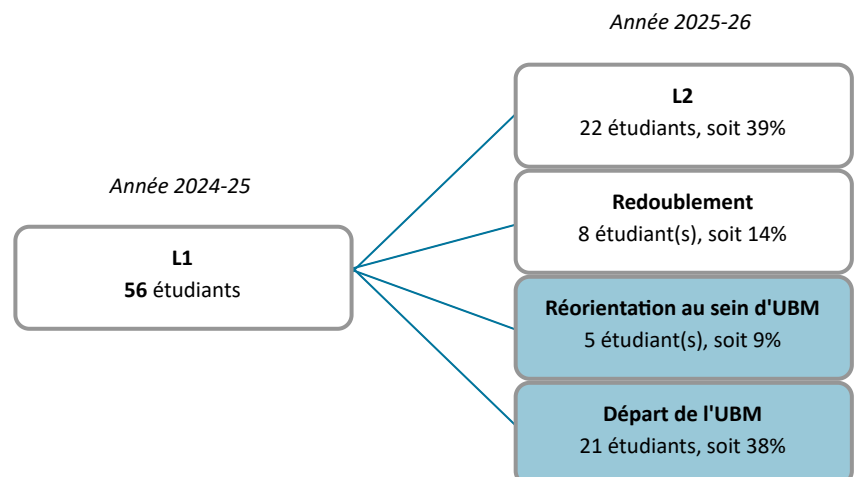 Année 2025-26
L2
22 étudiants, soit 39%
Année 2024-25
Redoublement
8 étudiant(s), soit 14%
L1
56 étudiants
Réorientation au sein d'UBM
5 étudiant(s), soit 9%
Départ de l'UBM
21 étudiants, soit 38%